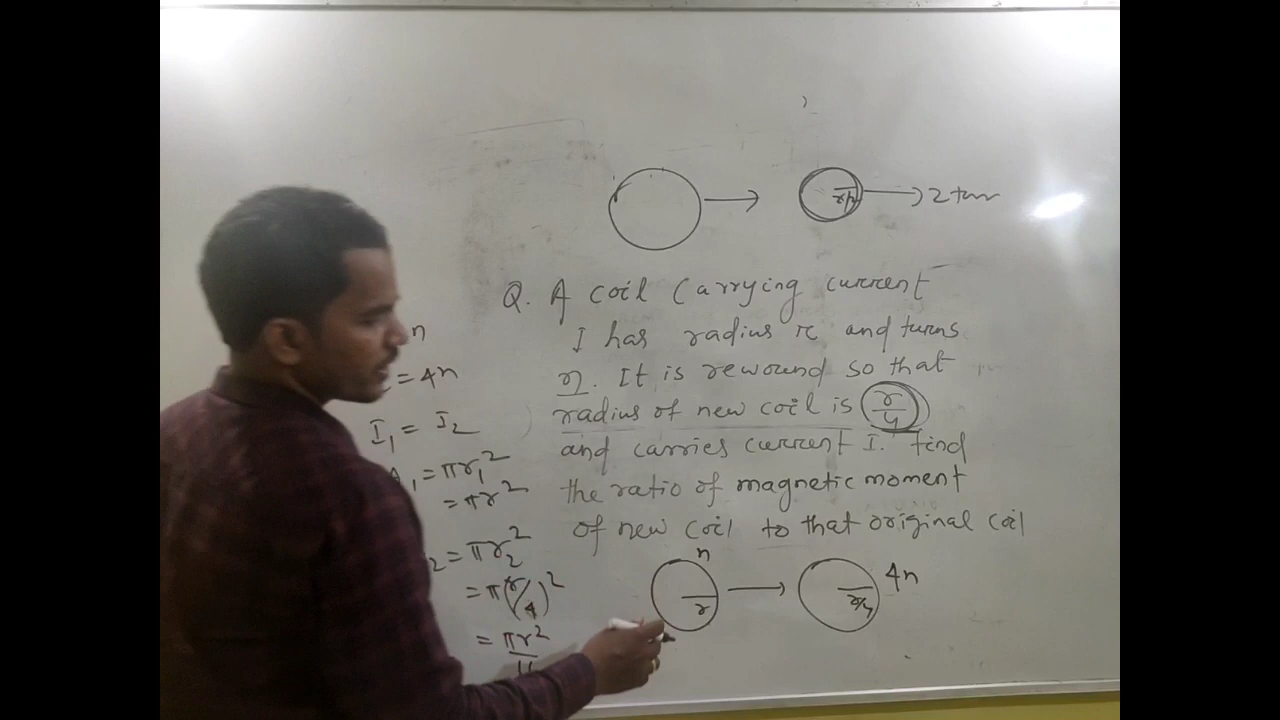 r/2 → 2 turn
Q. A coil carrying current
I has radius r and turns
n. It is rewound so that
radius of new coil is r/4
and carries current I. find
the ratio of magnetic moment
of new coil to that original coil
n
= 4n
I₁ = I₂
A₁ = πr₁²
= πr²
2 = πr₂²
= π(r/4)²
= πr²/
n
r → r/4
4n